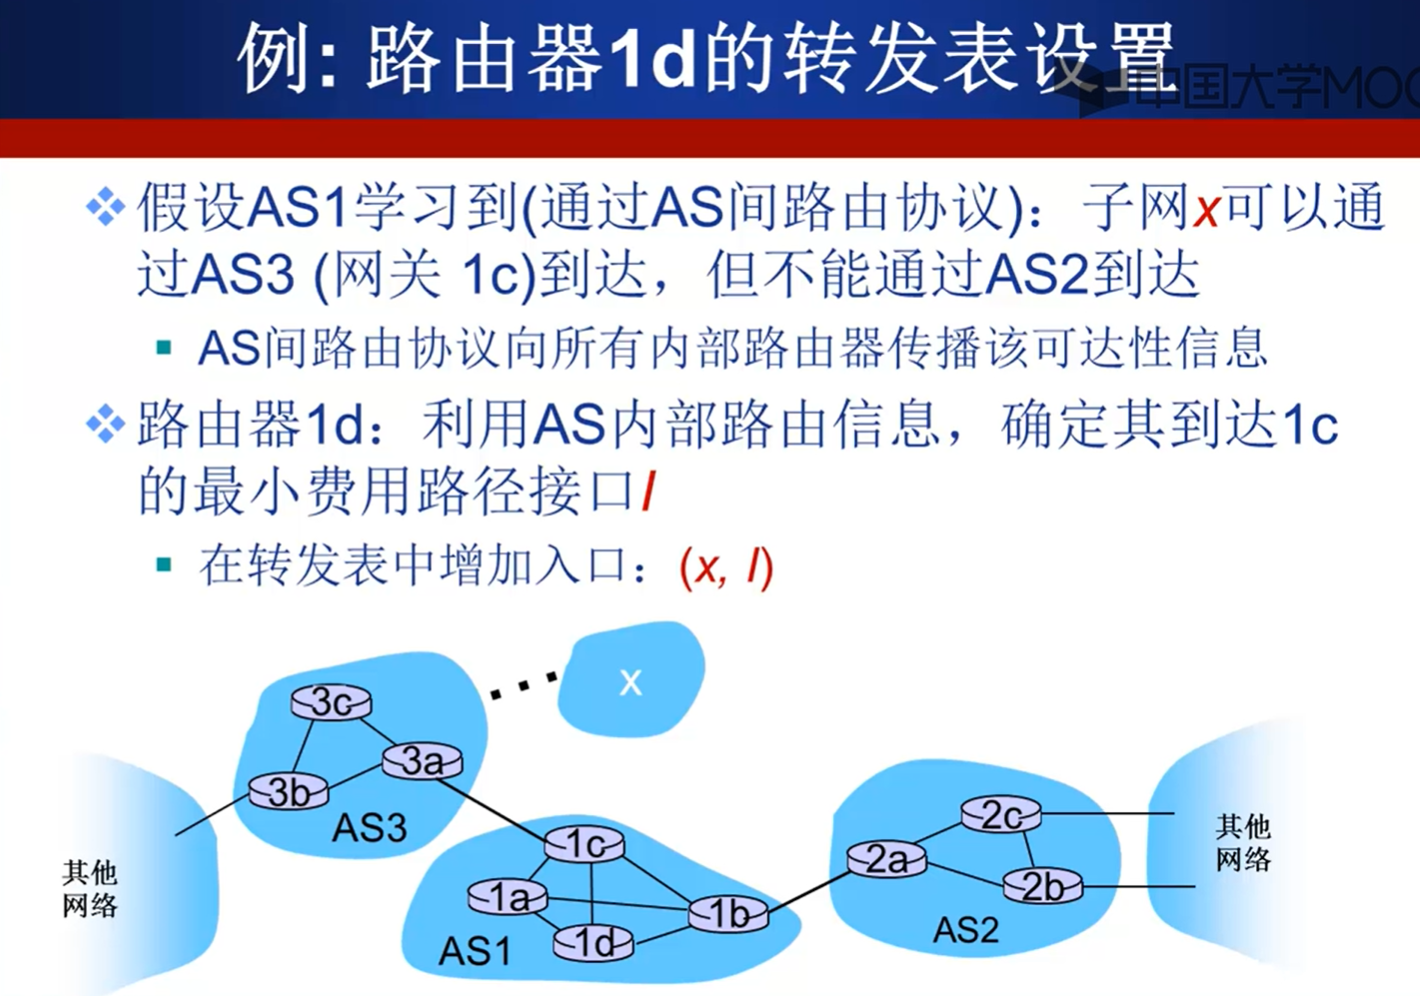 例: 路由器1d的转发表设置
中国大学MOO
假设AS1学习到(通过AS间路由协议)：子网x可以通
过AS3 (网关 1c)到达，但不能通过AS2到达
AS间路由协议向所有内部路由器传播该可达性信息
路由器1d：利用AS内部路由信息，确定其到达1c
的最小费用路径接口I
在转发表中增加入口：(x, I)
x
3c
3a
3b
AS3
其他
网络
1c
1a
1b
1d
AS1
2c
2a
2b
AS2
其他
网络